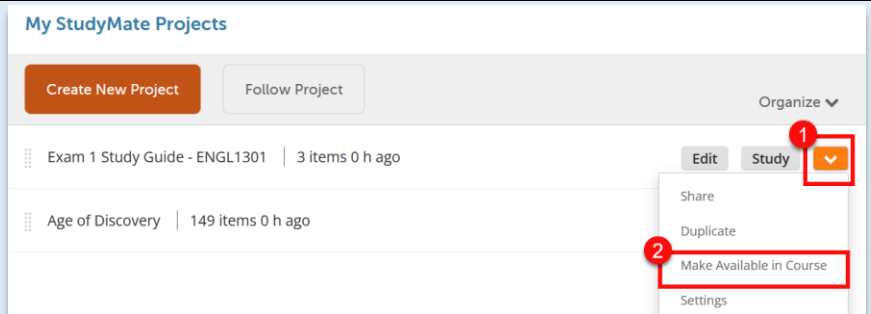 My StudyMate Projects
Create New Project
Follow Project
Organize
1
Exam 1 Study Guide - ENGL1301 | 3 items 0 h ago
Edit
Study
Share
Age of Discovery | 149 items 0 h ago
Duplicate
2
Make Available in Course
Settings